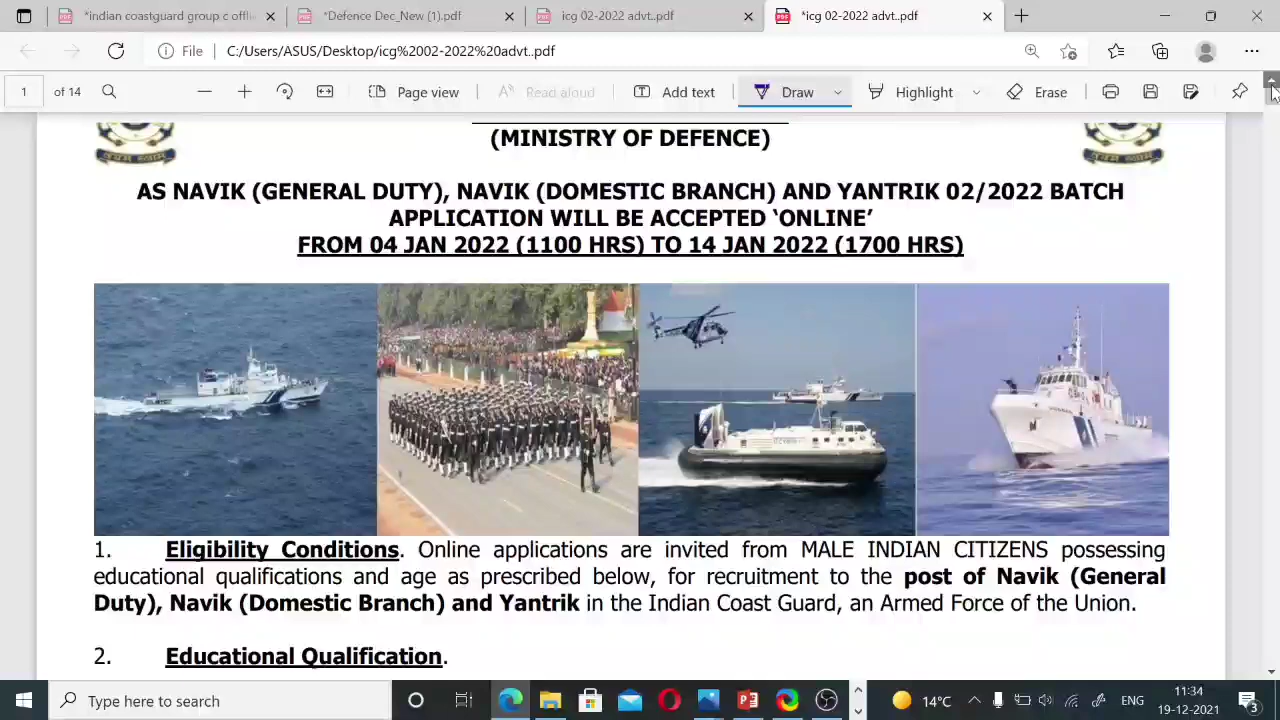 *indian coastguard group c offli
*Defence Dec_New (1).pdf
icg 02-2022 advt..pdf
*icg 02-2022 advt..pdf
File
C:/Users/ASUS/Desktop/icg%2002-2022%20advt..pdf
1 of 14
Page view
Read aloud
Add text
Draw
Highlight
Erase
(MINISTRY OF DEFENCE)
AS NAVIK (GENERAL DUTY), NAVIK (DOMESTIC BRANCH) AND YANTRIK 02/2022 BATCH
APPLICATION WILL BE ACCEPTED ‘ONLINE’
FROM 04 JAN 2022 (1100 HRS) TO 14 JAN 2022 (1700 HRS)
1. Eligibility Conditions. Online applications are invited from MALE INDIAN CITIZENS possessing
educational qualifications and age as prescribed below, for recruitment to the post of Navik (General
Duty), Navik (Domestic Branch) and Yantrik in the Indian Coast Guard, an Armed Force of the Union.
2. Educational Qualification.
Type here to search
14°C
ENG
11:34
19-12-2021
3